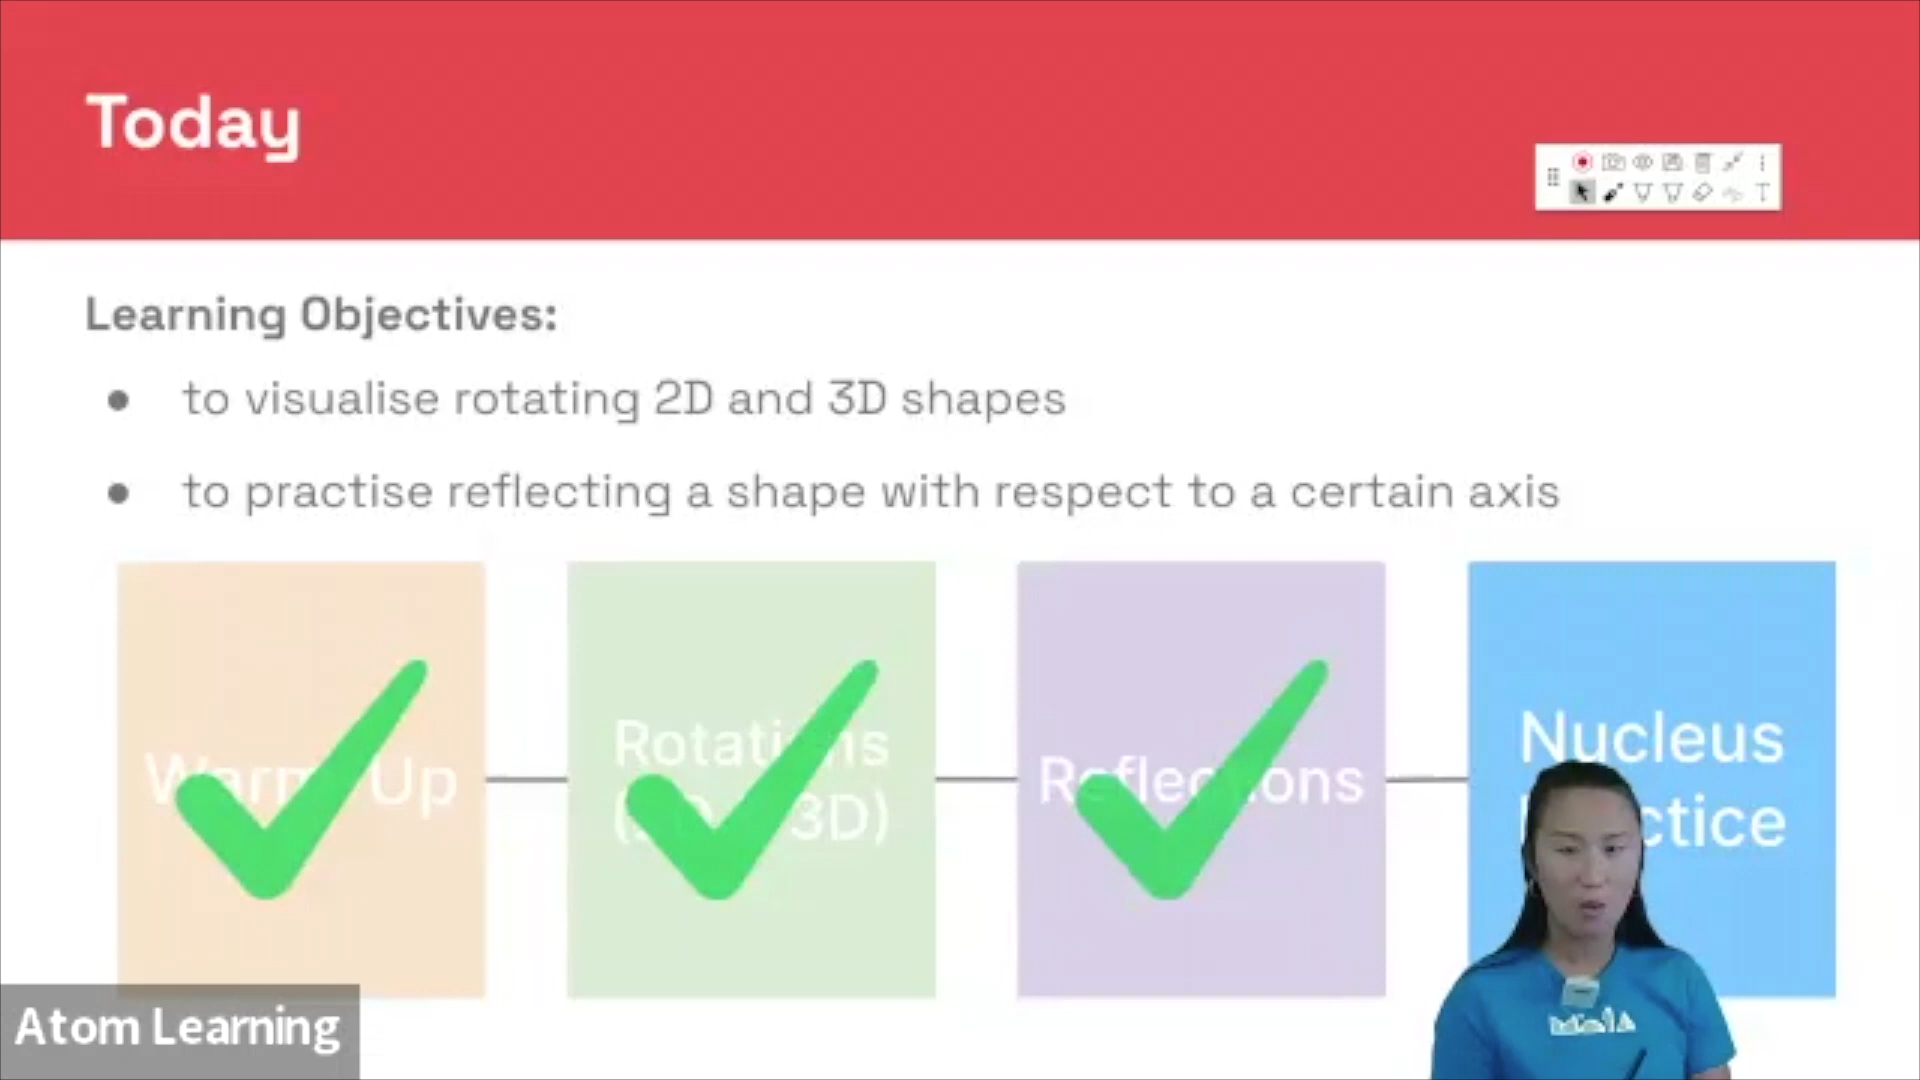 Today
Learning Objectives:
● to visualise rotating 2D and 3D shapes
● to practise reflecting a shape with respect to a certain axis
Up
3D)
Nucleus
Atom Learning